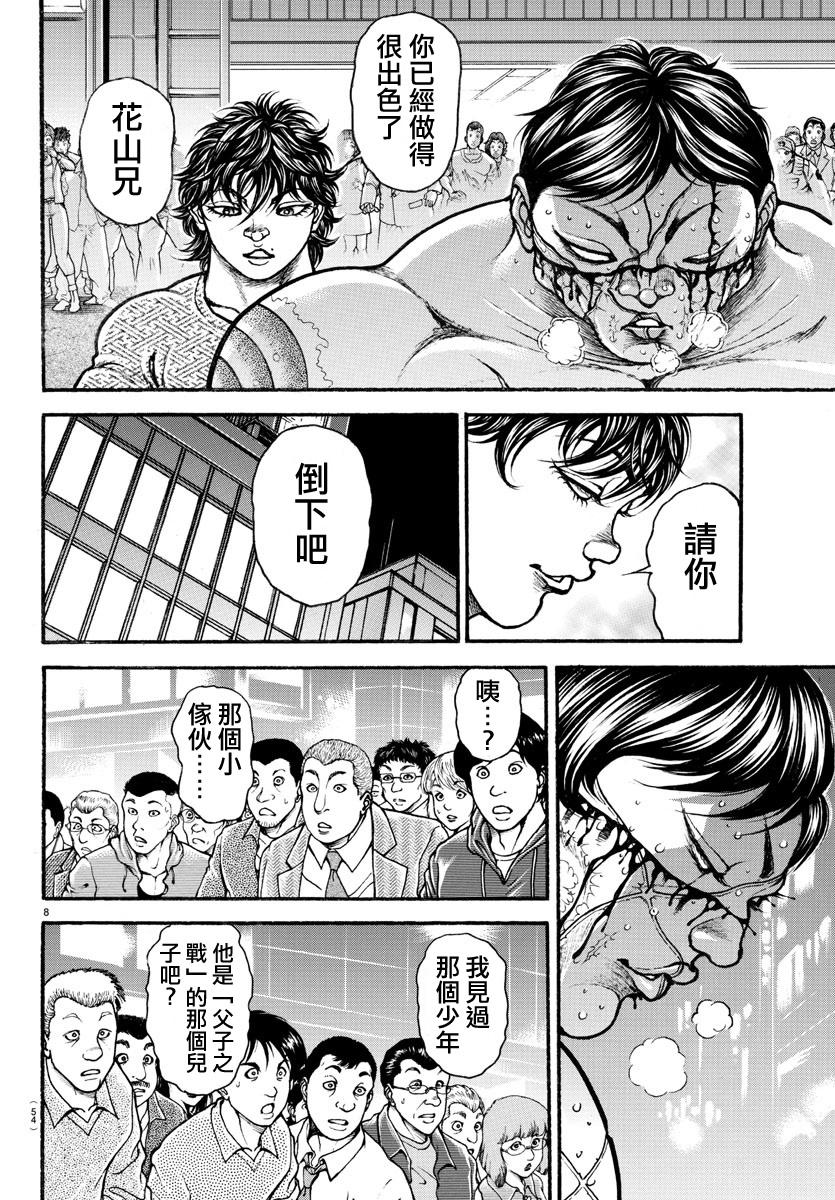 你已經做得
很出色了
花山兄
請你
倒下吧
咦…?
那個小
傢伙……
我見過
那個少年
他是「父子之
戰」的那個兒
子吧?
8
(54)